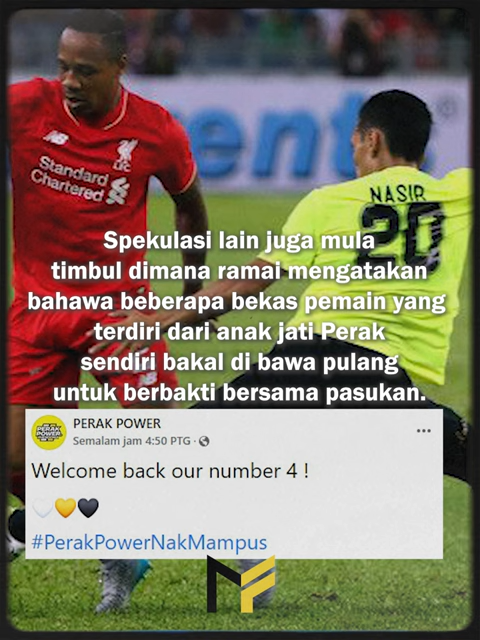 NASIR
20
LFC
Standard
Chartered
Spekulasi lain juga mula
timbul dimana ramai mengatakan
bahawa beberapa bekas pemain yang
terdiri dari anak jati Perak
sendiri bakal di bawa pulang
untuk berbakti bersama pasukan.
PERAK POWER
Semalam jam 4:50 PTG ·
Welcome back our number 4 !
🤍💛🖤
#PerakPowerNakMampus